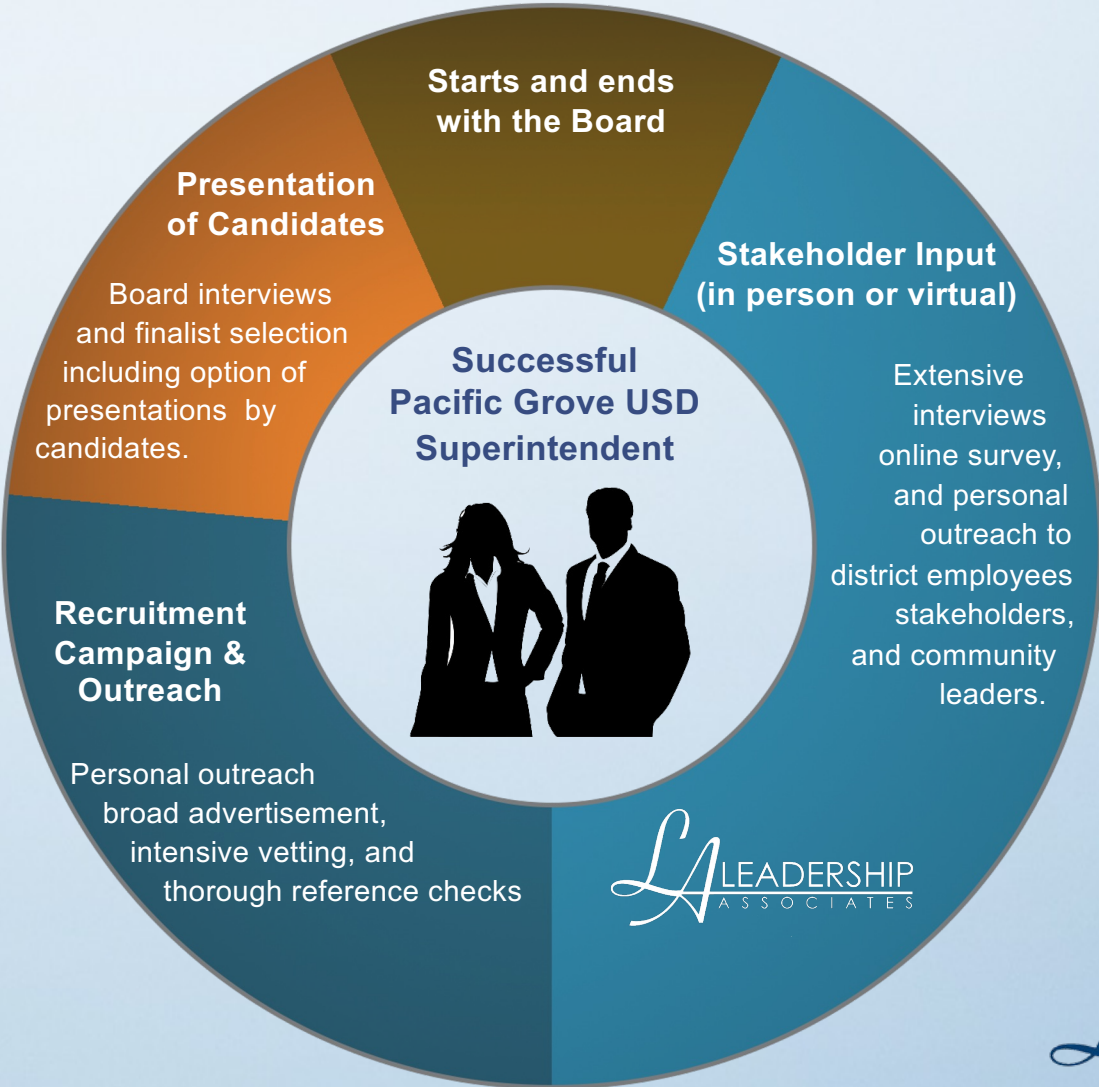 Starts and ends
with the Board
Stakeholder Input
(in person or virtual)
Extensive
interviews
online survey,
and personal
outreach to
district employees
stakeholders,
and community
leaders.
LA LEADERSHIP
ASSOCIATES
Recruitment
Campaign &
Outreach
Personal outreach
broad advertisement,
intensive vetting, and
thorough reference checks
Presentation
of Candidates
Board interviews
and finalist selection
including option of
presentations by
candidates.
Successful
Pacific Grove USD
Superintendent